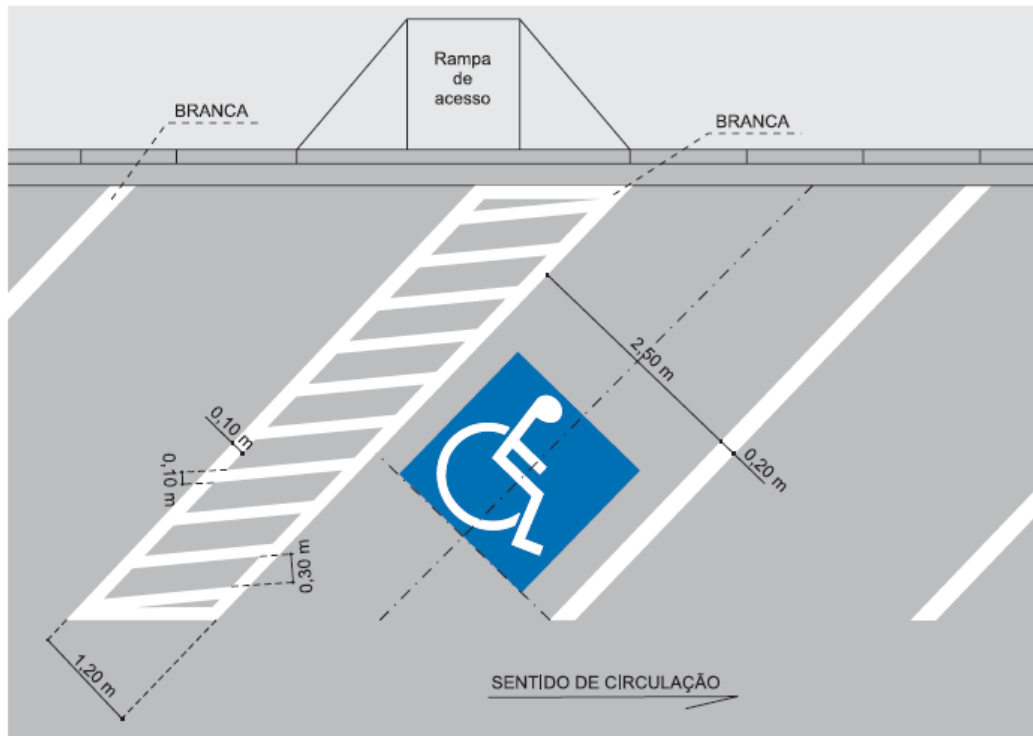 Rampa
de
acesso
BRANCA
BRANCA
2,50 m
0,10 m
0,10 m
0,20 m
0,30 m
1,20 m
SENTIDO DE CIRCULAÇÃO